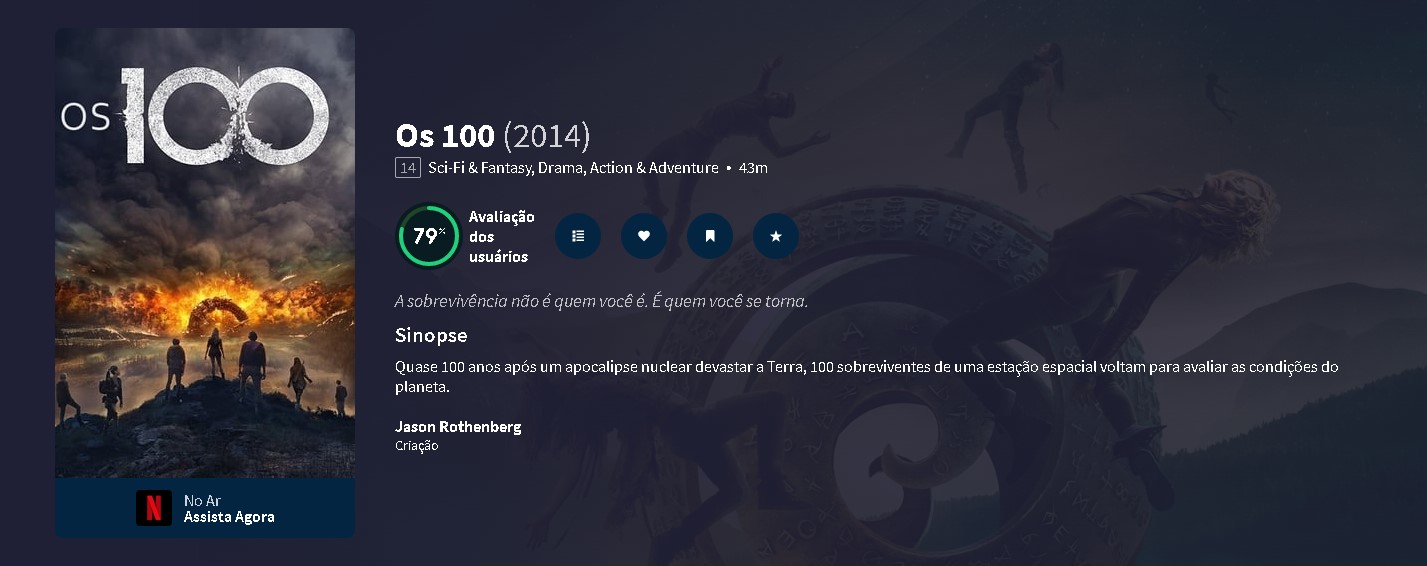 OS 100
Os 100 (2014)
14 Sci-Fi & Fantasy, Drama, Action & Adventure • 43m
79%
Avaliação
dos
usuários
A sobrevivência não é quem você é. É quem você se torna.
Sinopse
Quase 100 anos após um apocalipse nuclear devastar a Terra, 100 sobreviventes de uma estação espacial voltam para avaliar as condições do
planeta.
Jason Rothenberg
Criação
N
No Ar
Assista Agora